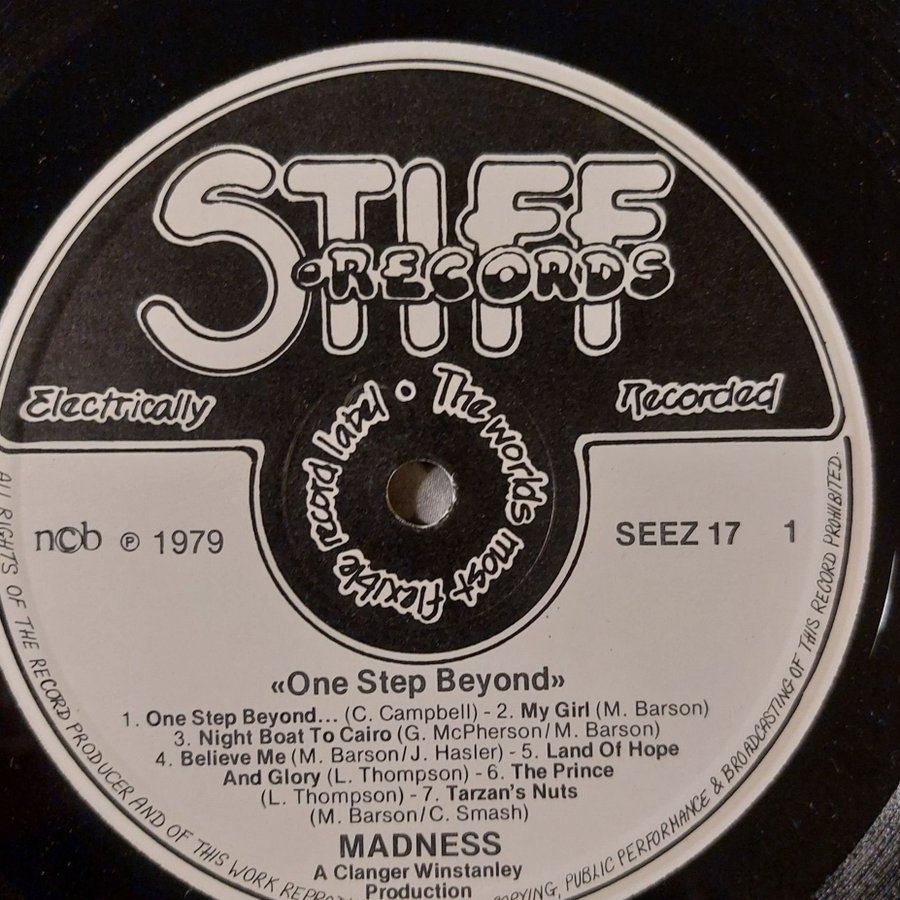 STIFF
•RECORDS
Electrically
Recorded
• The worlds most flexible record label
ncb ℗ 1979
SEEZ 17 1
«One Step Beyond»
1. One Step Beyond... (C. Campbell) - 2. My Girl (M. Barson)
3. Night Boat To Cairo (G. McPherson/M. Barson)
4. Believe Me (M. Barson/J. Hasler) - 5. Land Of Hope
And Glory (L. Thompson) - 6. The Prince
(L. Thompson) - 7. Tarzan's Nuts
(M. Barson/C. Smash)
MADNESS
A Clanger Winstanley
Production
ALL RIGHTS OF THE RECORD PRODUCER AND OF THIS WORK
PUBLIC PERFORMANCE & BROADCASTING OF THIS RECORD PROHIBITED.